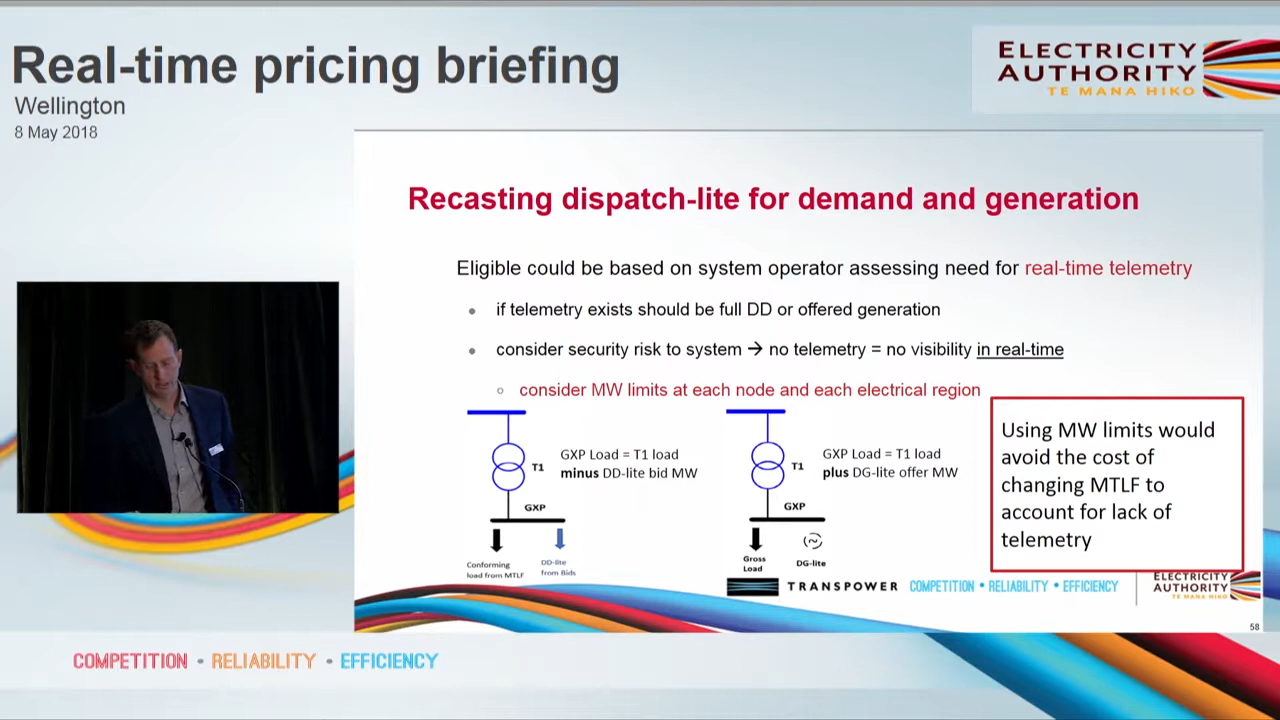 Real-time pricing briefing
Wellington
8 May 2018
ELECTRICITY
AUTHORITY
TE MANA HIKO
Recasting dispatch-lite for demand and generation
Eligible could be based on system operator assessing need for real-time telemetry
• if telemetry exists should be full DD or offered generation
• consider security risk to system → no telemetry = no visibility in real-time
○ consider MW limits at each node and each electrical region
T1
GXP Load = T1 load
minus DD-lite bid MW
GXP
Conforming
load from MTLF
DD-lite
from Bids
T1
GXP Load = T1 load
plus DG-lite offer MW
GXP
Gross
Load
DG-lite
Using MW limits would
avoid the cost of
changing MTLF to
account for lack of
telemetry
TRANSPOWER
COMPETITION • RELIABILITY • EFFICIENCY
ELECTRICITY
AUTHORITY
TE MANA HIKO
58
COMPETITION • RELIABILITY • EFFICIENCY